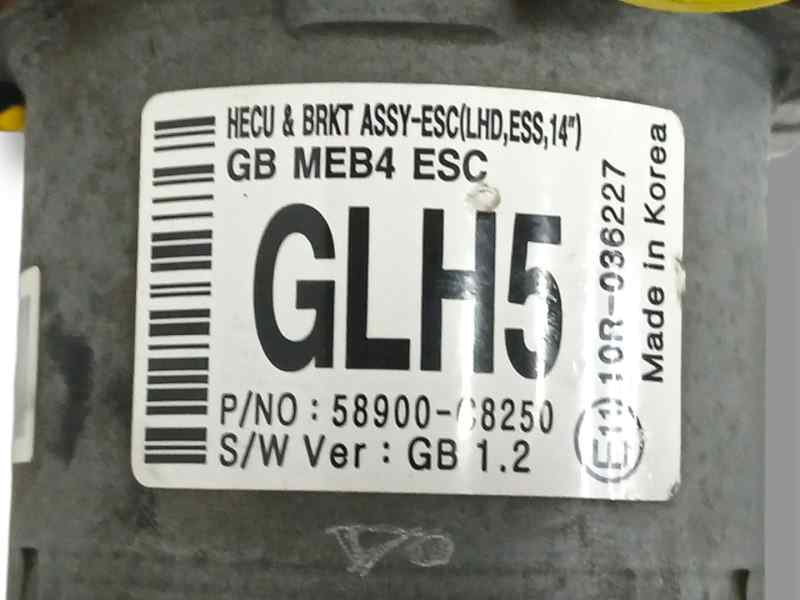 HECU & BRKT ASSY-ESC(LHD,ESS,14")
GB MEB4 ESC
GLH5
P/NO : 58900-C8250
S/W Ver : GB 1.2
E11 10R-036227
Made in Korea